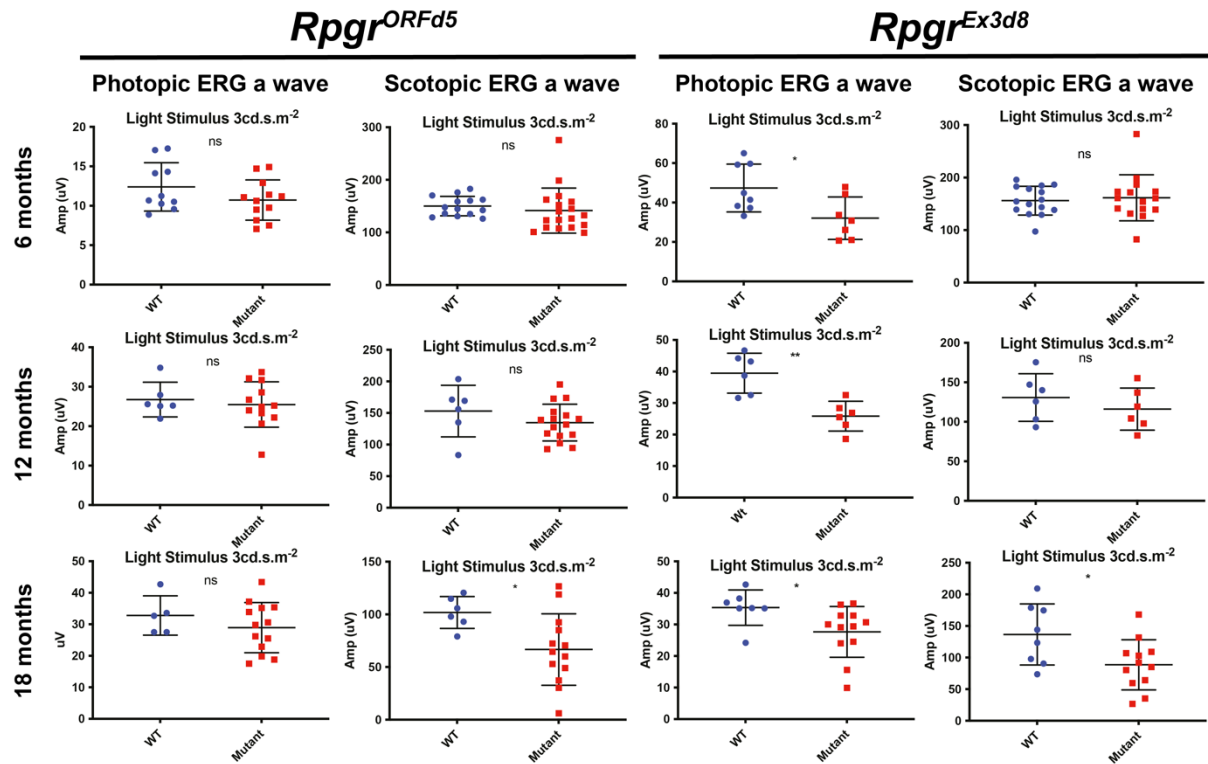 Rpgr^ORFd5 Rpgr^Ex3d8
Photopic ERG a wave Scotopic ERG a wave Photopic ERG a wave Scotopic ERG a wave
6 months
Light Stimulus 3cd.s.m-2
ns
Amp (uV)
20
15
10
5
0
WT Mutant
Light Stimulus 3cd.s.m-2
ns
Amp (uV)
300
200
100
0
WT Mutant
Light Stimulus 3cd.s.m-2
*
Amp (uV)
80
60
40
20
0
WT Mutant
Light Stimulus 3cd.s.m-2
ns
Amp (uV)
300
200
100
0
WT Mutant
12 months
Light Stimulus 3cd.s.m-2
ns
Amp (uV)
40
30
20
10
0
WT Mutant
Light Stimulus 3cd.s.m-2
ns
Amp (uV)
250
200
150
100
50
0
WT Mutant
Light Stimulus 3cd.s.m-2
**
Amp (uV)
50
40
30
20
10
0
Wt Mutant
Light Stimulus 3cd.s.m-2
ns
Amp (uV)
200
150
100
50
0
WT Mutant
18 months
Light Stimulus 3cd.s.m-2
ns
uV
50
40
30
20
10
0
WT Mutant
Light Stimulus 3cd.s.m-2
*
Amp (uV)
150
100
50
0
WT Mutant
Light Stimulus 3cd.s.m-2
*
Amp (uV)
50
40
30
20
10
0
WT Mutant
Light Stimulus 3cd.s.m-2
*
Amp (uV)
250
200
150
100
50
0
WT Mutant